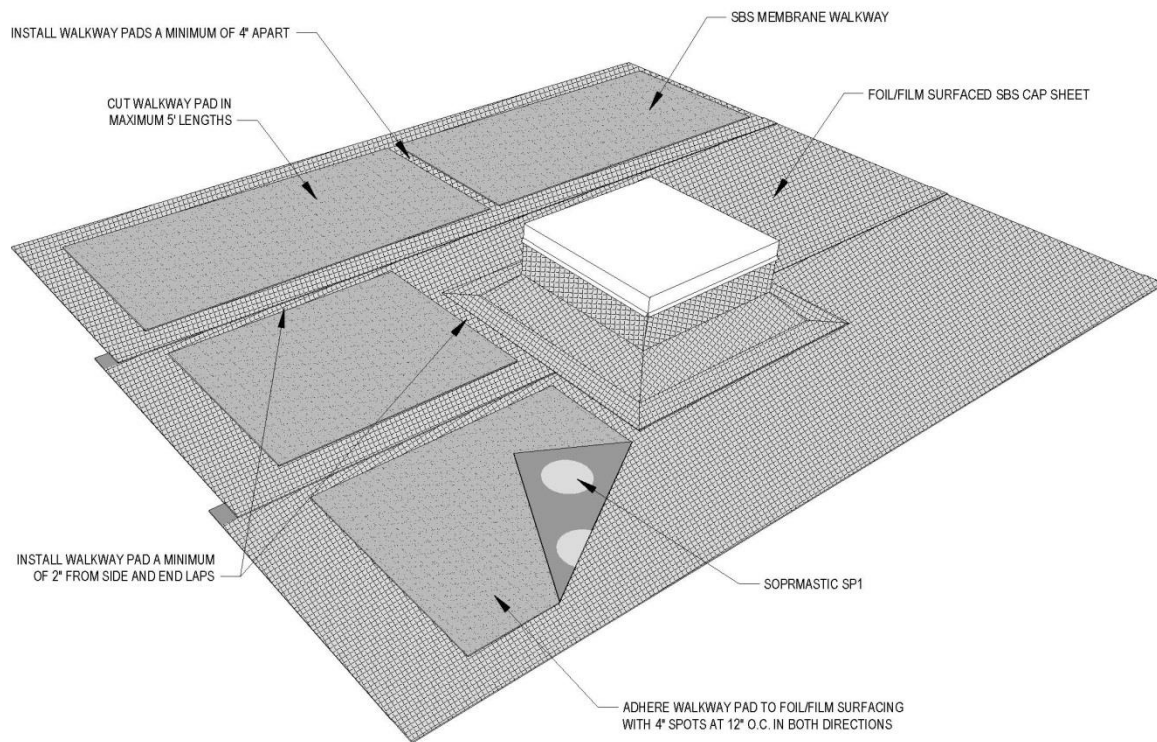 SBS MEMBRANE WALKWAY
INSTALL WALKWAY PADS A MINIMUM OF 4" APART
FOIL/FILM SURFACED SBS CAP SHEET
CUT WALKWAY PAD IN
MAXIMUM 5' LENGTHS
INSTALL WALKWAY PAD A MINIMUM
OF 2" FROM SIDE AND END LAPS
SOPRMASTIC SP1
ADHERE WALKWAY PAD TO FOIL/FILM SURFACING
WITH 4" SPOTS AT 12" O.C. IN BOTH DIRECTIONS